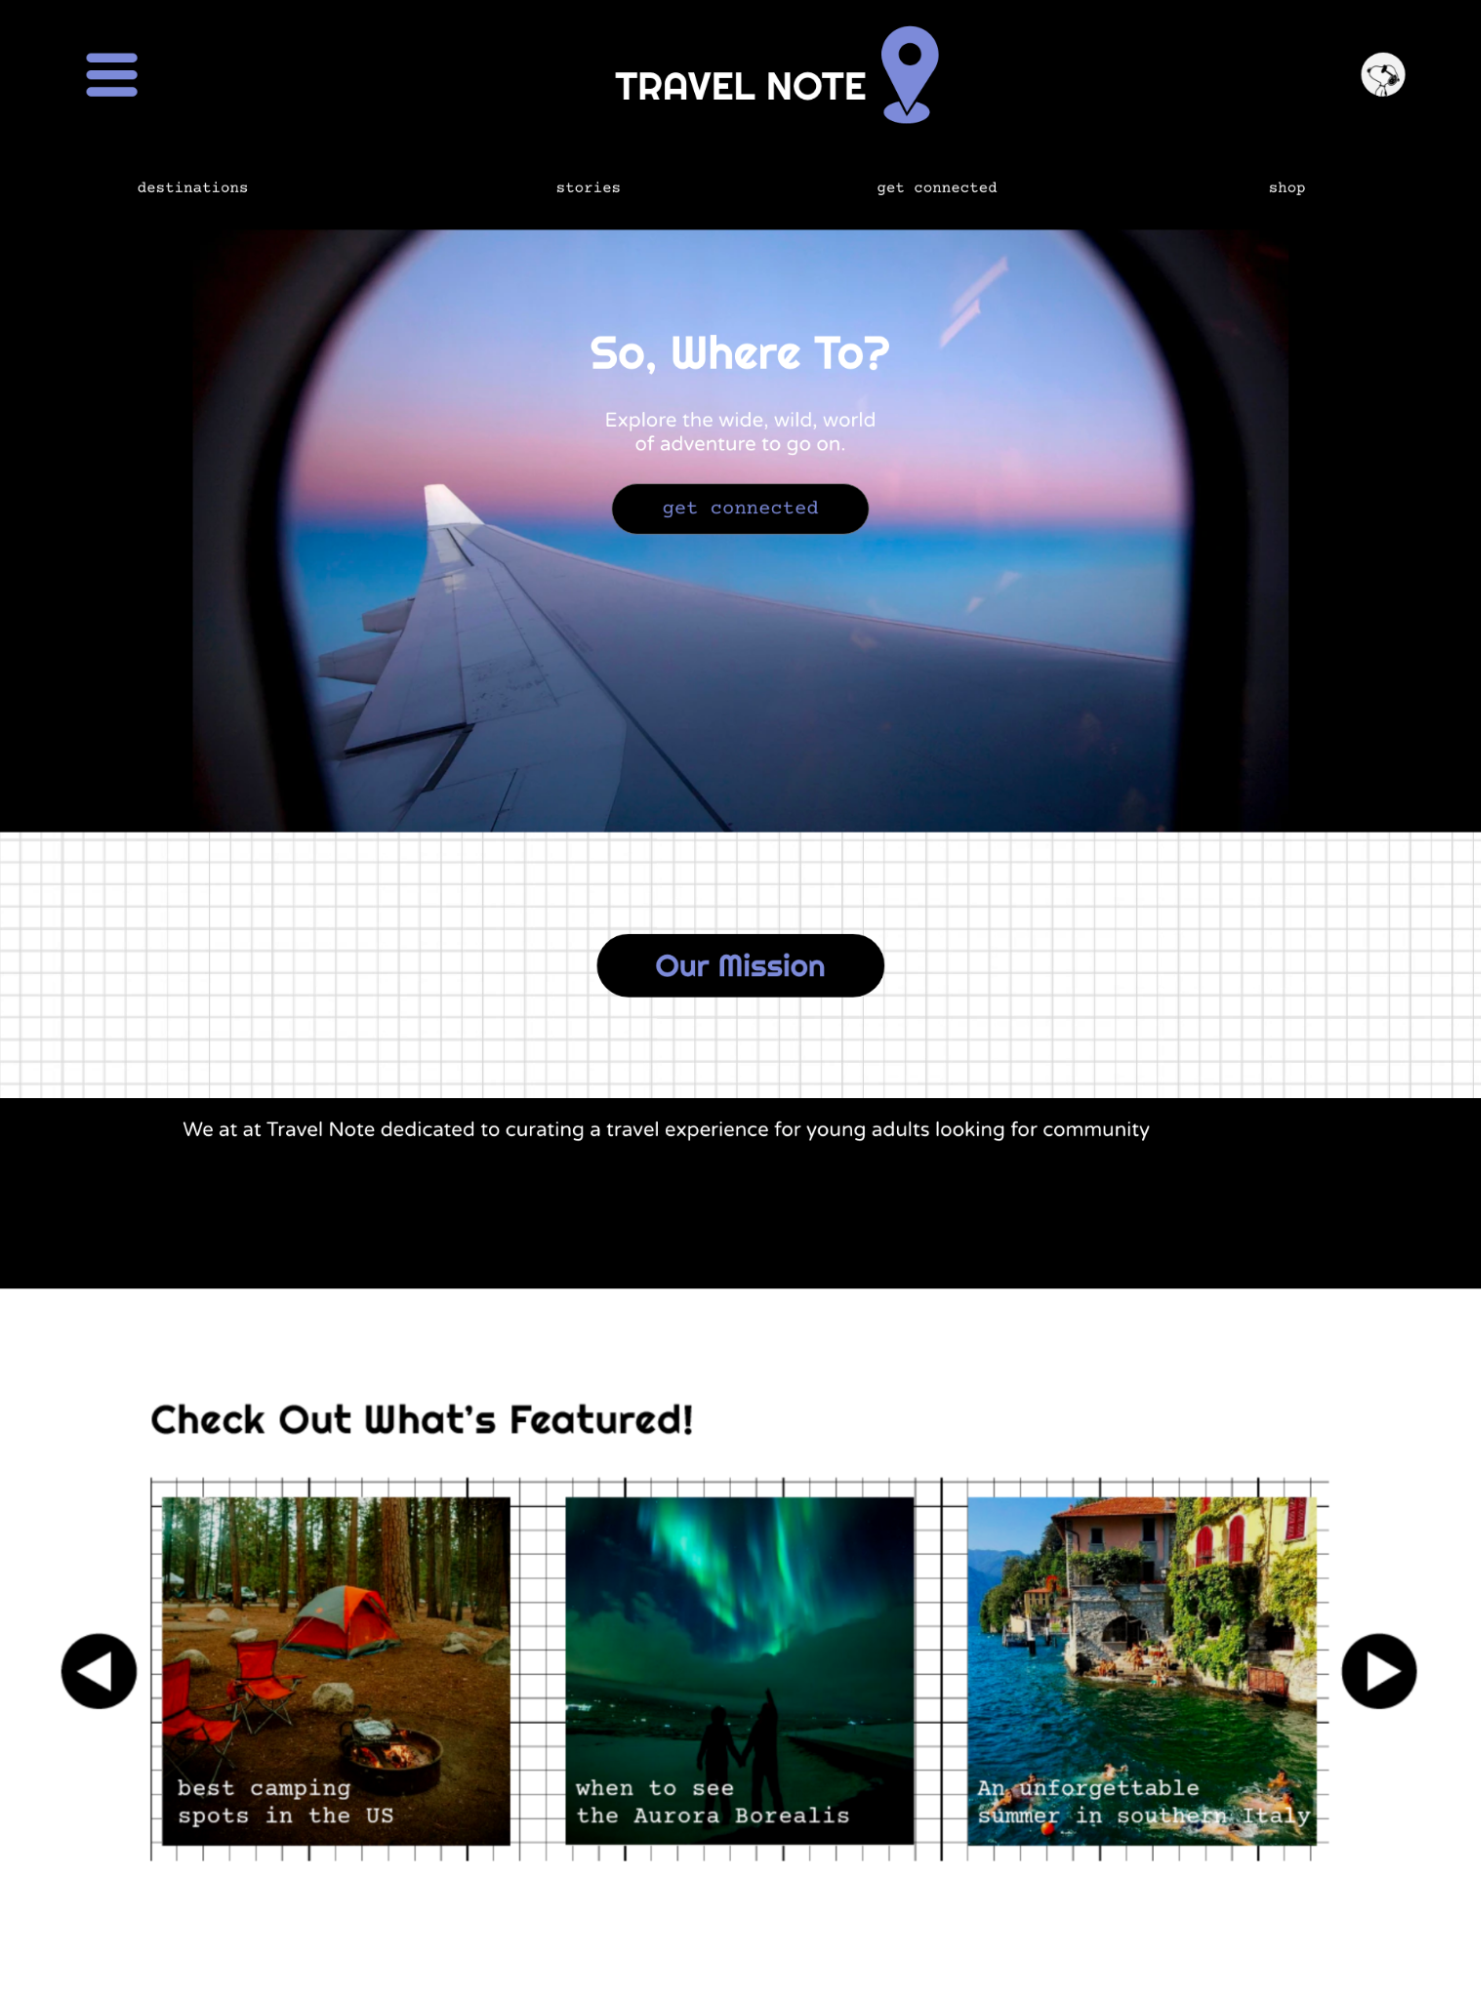 TRAVEL NOTE
destinations
stories
get connected
shop
So, Where To?
Explore the wide, wild, world
of adventure to go on.
get connected
Our Mission
We at at Travel Note dedicated to curating a travel experience for young adults looking for community
Check Out What's Featured!
best camping
spots in the US
when to see
the Aurora Borealis
An unforgettable
summer in southern Italy